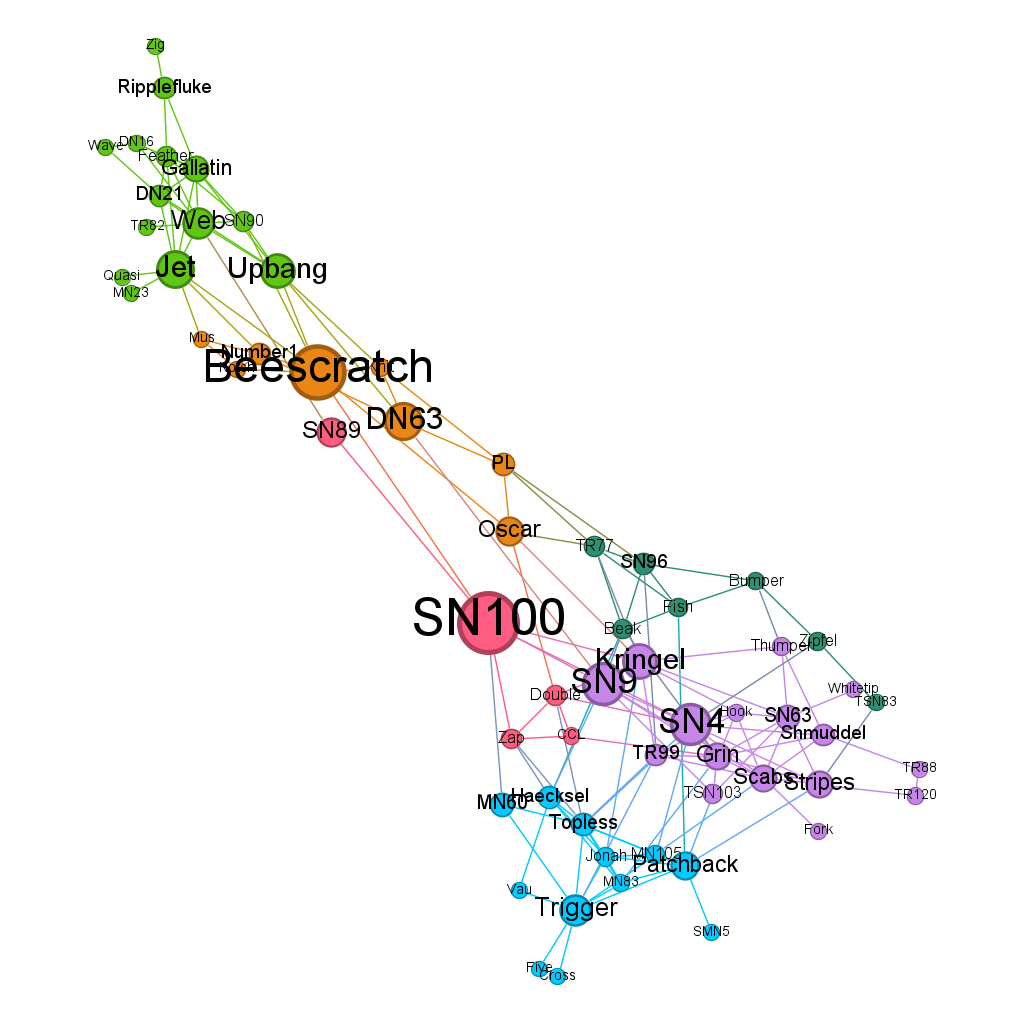 Zig
Ripplefluke
Wave
DN16
Feather
Gallatin
DN21
TR82
Web
SN90
Jet
Upbang
Quasi
MN23
Mus
Number1
Beescratch
DN63
SN89
PL
Oscar
TR77
SN96
Bumper
Fish
SN100
Beak
Zipfel
Thumper
Kringel
SN9
Whitetip
TSN83
Double
Hook
SN63
SN4
Shmuddel
Zap
CCL
TR99
Grin
Scabs
Stripes
TR88
TSN103
TR120
Haecksel
MN60
Topless
Fork
Jonah
MN105
Patchback
MN83
Vau
Trigger
SMN5
Five
Cross